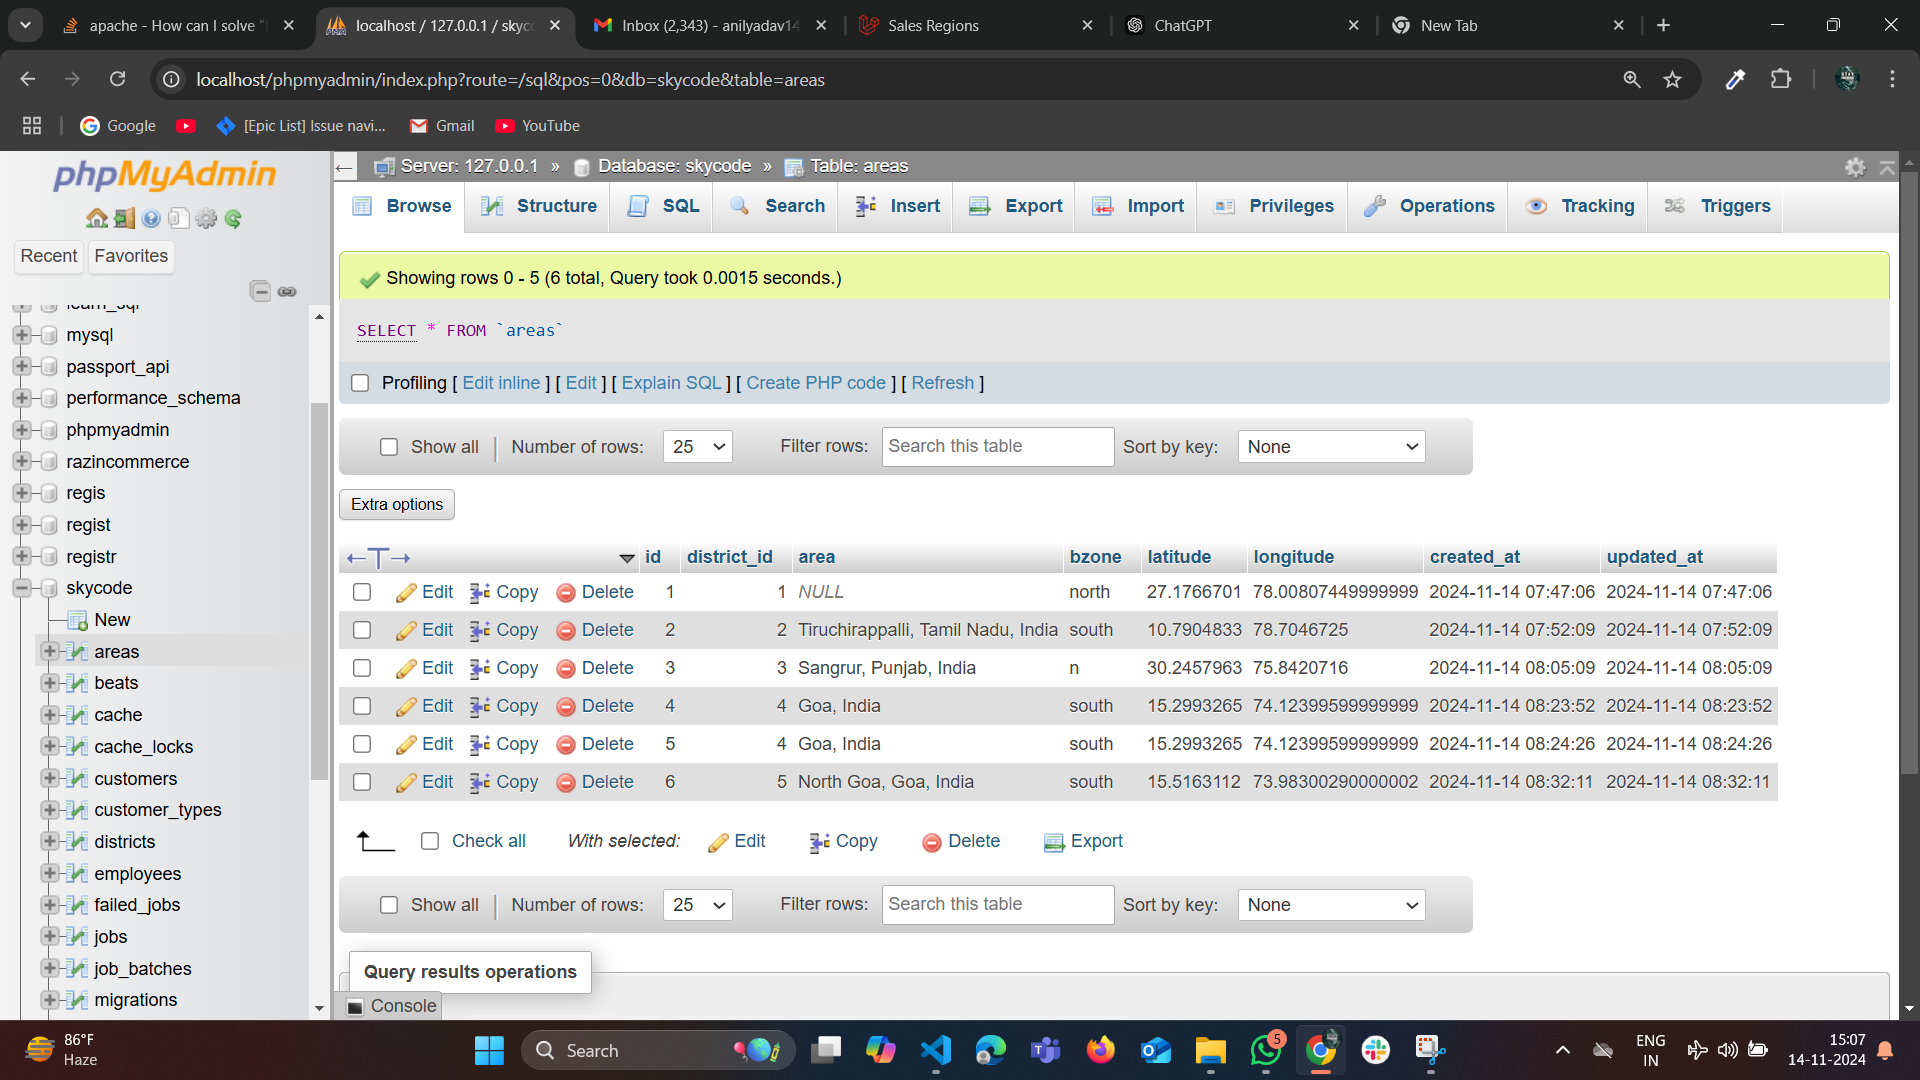 apache - How can I solve "
localhost / 127.0.0.1 / skyc
Inbox (2,343) - anilyadav14
Sales Regions
ChatGPT
New Tab
localhost/phpmyadmin/index.php?route=/sql&pos=0&db=skycode&table=areas
Google
[Epic List] Issue navi...
Gmail
YouTube
phpMyAdmin
Recent
Favorites
learn_sql
mysql
passport_api
performance_schema
phpmyadmin
razincommerce
regis
regist
registr
skycode
New
areas
beats
cache
cache_locks
customers
customer_types
districts
employees
failed_jobs
jobs
job_batches
migrations
Server: 127.0.0.1 » Database: skycode » Table: areas
Browse Structure SQL Search Insert Export Import Privileges Operations Tracking Triggers
Showing rows 0 - 5 (6 total, Query took 0.0015 seconds.)
SELECT * FROM `areas`
Profiling [ Edit inline ] [ Edit ] [ Explain SQL ] [ Create PHP code ] [ Refresh ]
Show all Number of rows: 25 Filter rows: Search this table Sort by key: None
Extra options
id district_id area bzone latitude longitude created_at updated_at
Edit Copy Delete 1 1 NULL north 27.1766701 78.00807449999999 2024-11-14 07:47:06 2024-11-14 07:47:06
Edit Copy Delete 2 2 Tiruchirappalli, Tamil Nadu, India south 10.7904833 78.7046725 2024-11-14 07:52:09 2024-11-14 07:52:09
Edit Copy Delete 3 3 Sangrur, Punjab, India n 30.2457963 75.8420716 2024-11-14 08:05:09 2024-11-14 08:05:09
Edit Copy Delete 4 4 Goa, India south 15.2993265 74.12399599999999 2024-11-14 08:23:52 2024-11-14 08:23:52
Edit Copy Delete 5 4 Goa, India south 15.2993265 74.12399599999999 2024-11-14 08:24:26 2024-11-14 08:24:26
Edit Copy Delete 6 5 North Goa, Goa, India south 15.5163112 73.98300290000002 2024-11-14 08:32:11 2024-11-14 08:32:11
Check all With selected: Edit Copy Delete Export
Show all Number of rows: 25 Filter rows: Search this table Sort by key: None
Query results operations
Console
86°F
Haze
Search
5
ENG
IN
15:07
14-11-2024